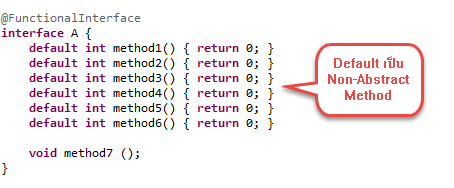 @FunctionalInterface
interface A {
    default int method1() { return 0; }
    default int method2() { return 0; }
    default int method3() { return 0; }
    default int method4() { return 0; }
    default int method5() { return 0; }
    default int method6() { return 0; }
    void method7 ();
}
Default เป็น
Non-Abstract
Method